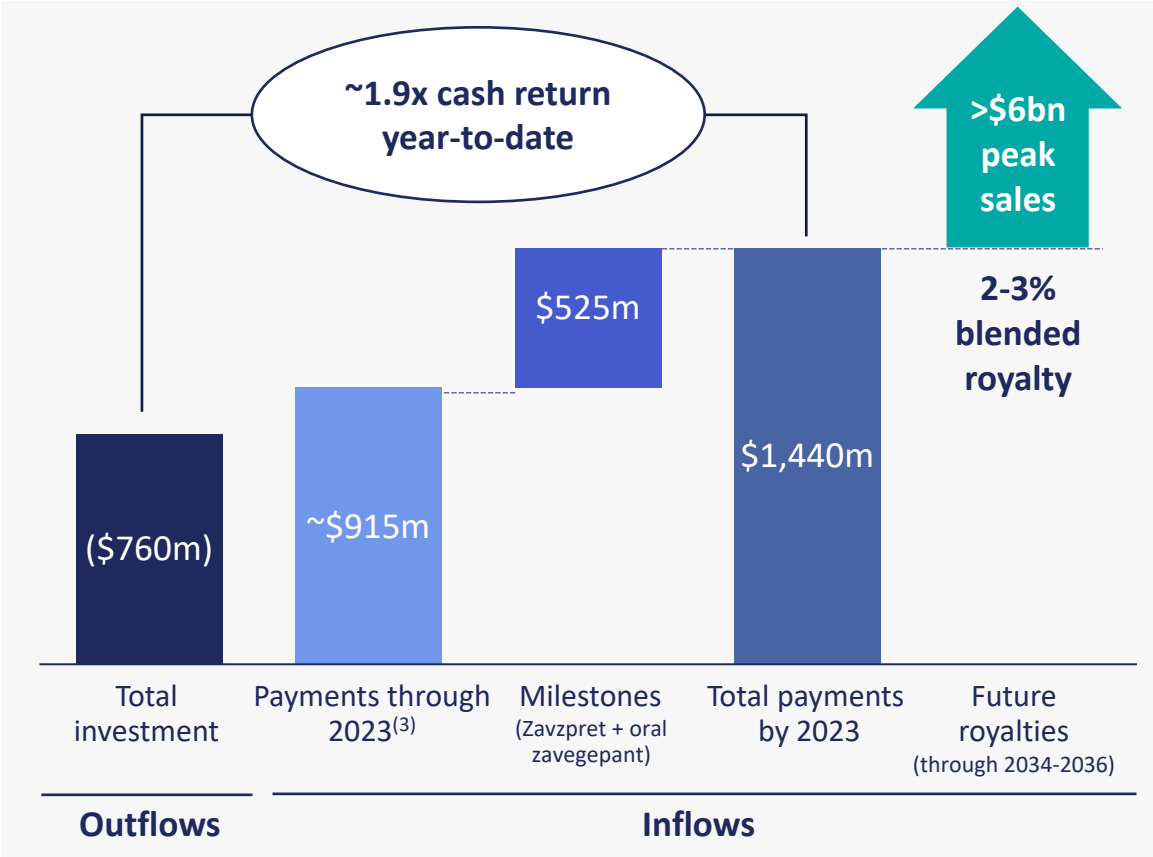 ~1.9x cash return
year-to-date
>$6bn
peak
sales
2-3%
blended
royalty
$525m
$1,440m
~$915m
($760m)
Total
investment
Payments through
2023(3)
Milestones
(Zavzpret + oral
zavegepant)
Total payments
by 2023
Future
royalties
(through 2034-2036)
Outflows
Inflows